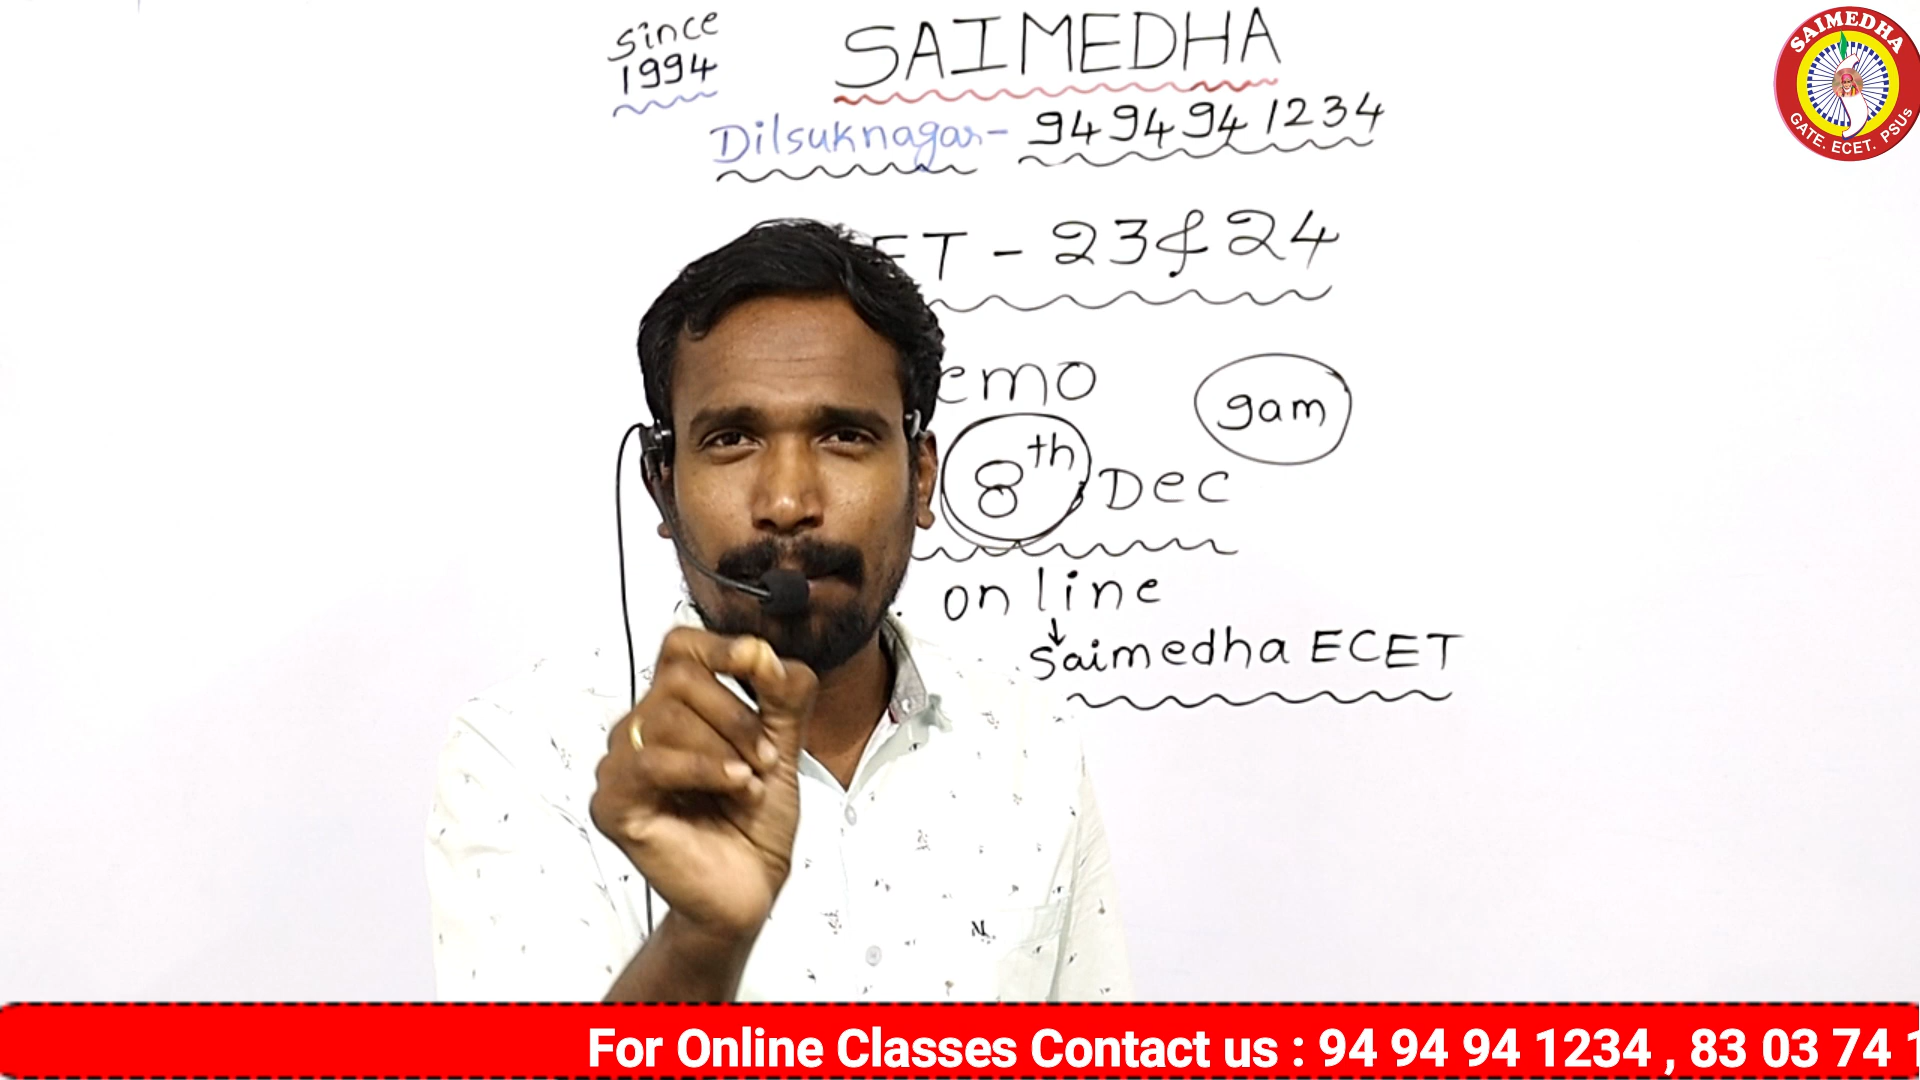 since
1994
SAIMEDHA
Dilsuknagar- 9494941234
ET - 23 & 24
emo
9am
8th Dec
online
Saimedha ECET
SAIMEDHA
GATE. ECET. PSUs
For Online Classes Contact us : 94 94 94 1234 , 83 03 74 1